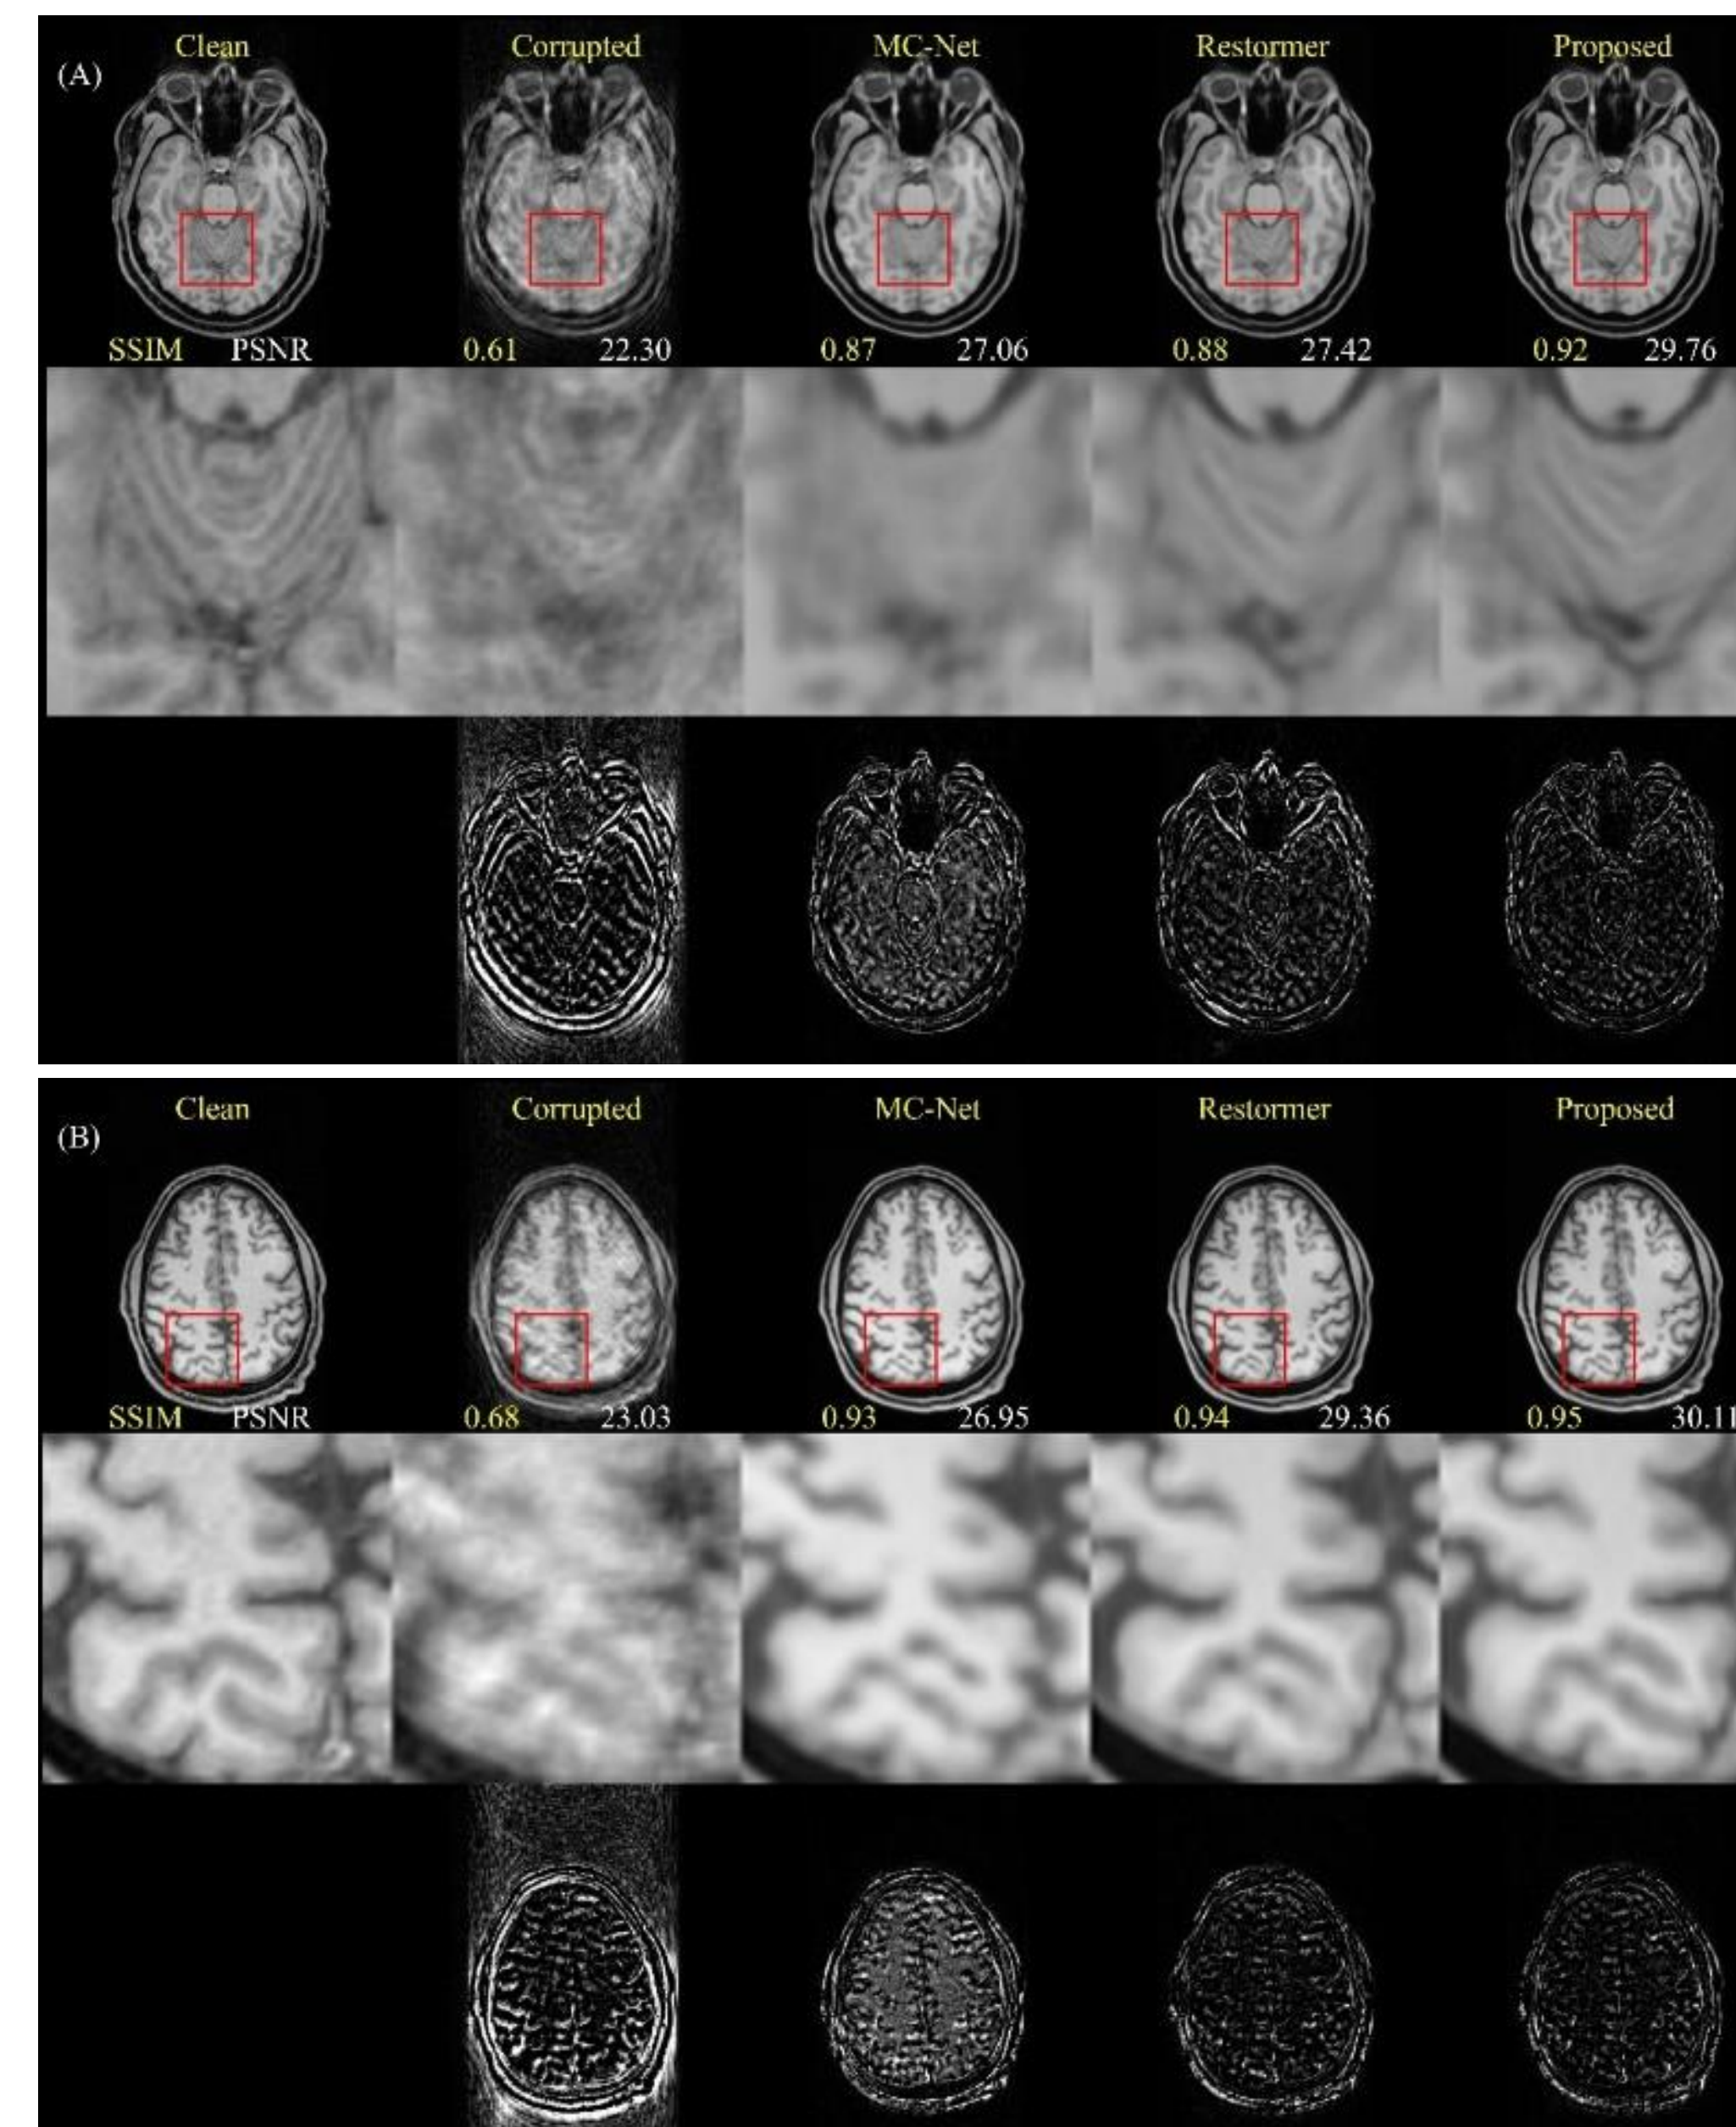 (A)
Clean Corrupted MC-Net Restormer Proposed
SSIM PSNR 0.61 22.30 0.87 27.06 0.88 27.42 0.92 29.76
(B)
Clean Corrupted MC-Net Restormer Proposed
SSIM PSNR 0.68 23.03 0.93 26.95 0.94 29.36 0.95 30.11